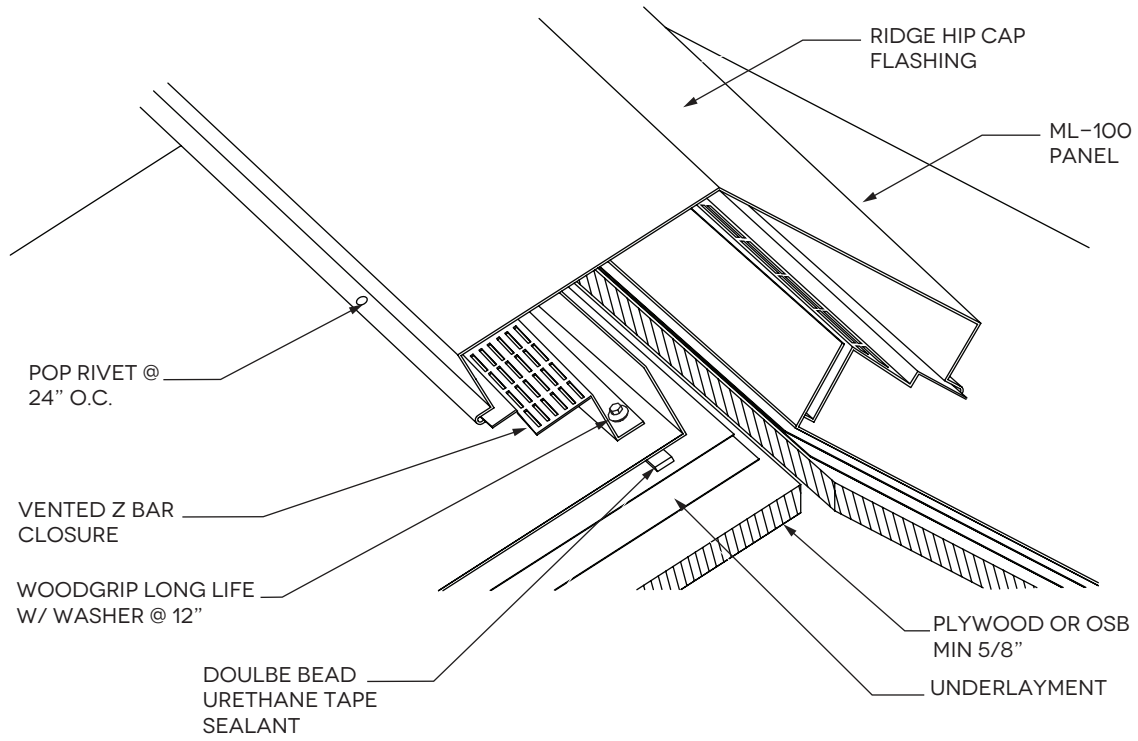 RIDGE HIP CAP
FLASHING
ML-100
PANEL
POP RIVET @
24” O.C.
VENTED Z BAR
CLOSURE
WOODGRIP LONG LIFE
W/ WASHER @ 12”
DOULBE BEAD
URETHANE TAPE
SEALANT
PLYWOOD OR OSB
MIN 5/8”
UNDERLAYMENT